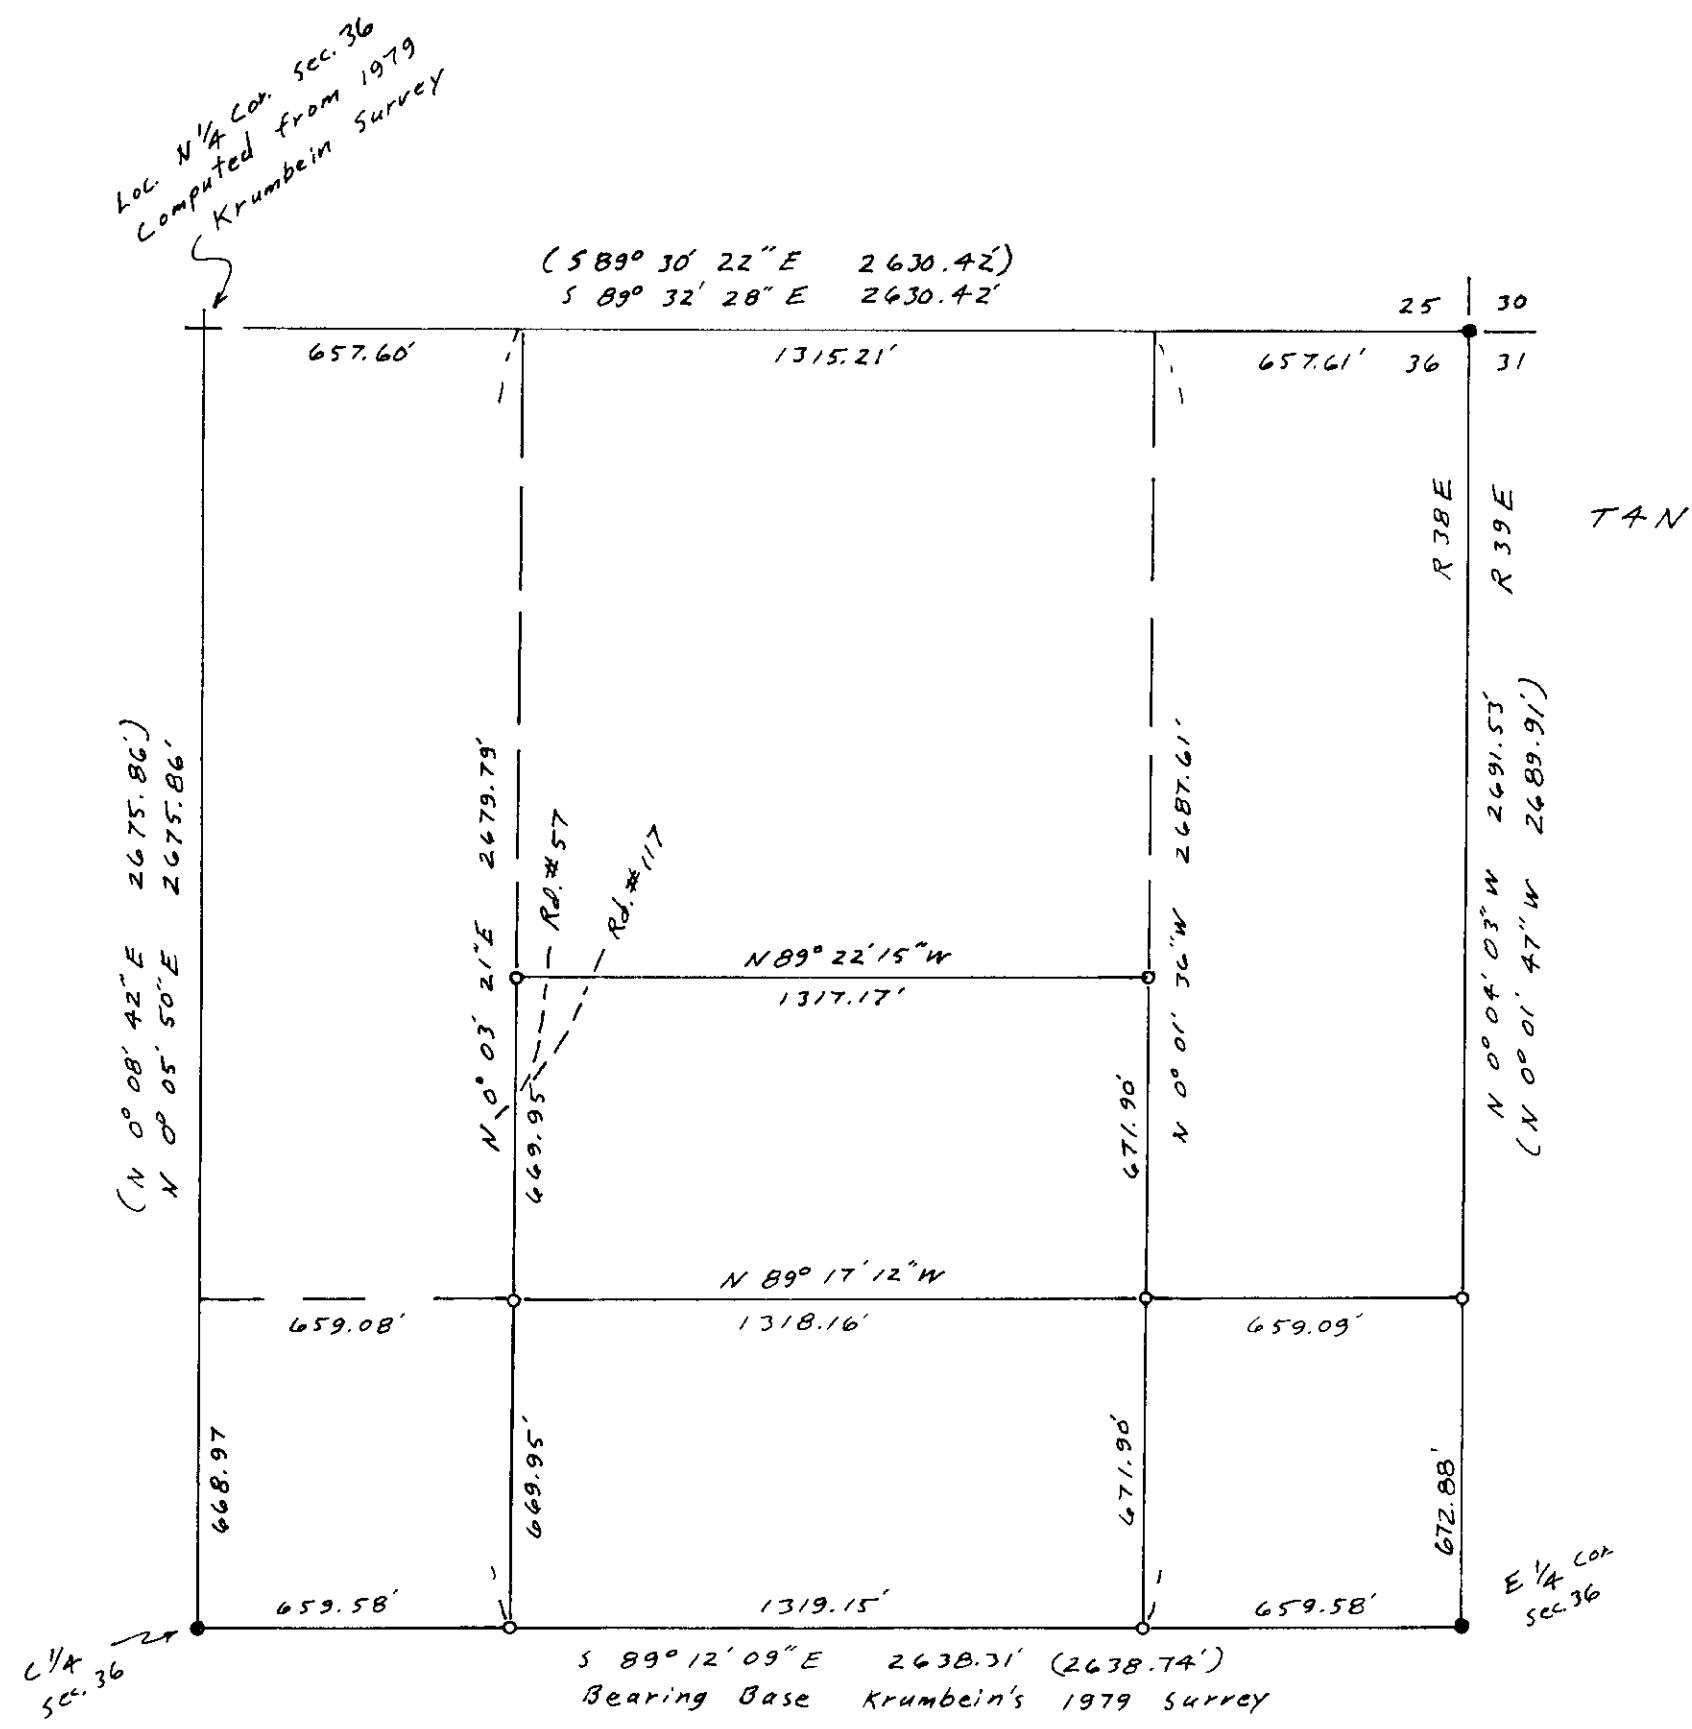 Loc. N 1/4 Cor. Sec. 36
Computed from 1979
Krumbein Survey
(S 89° 30' 22" E 2630.42')
S 89° 32' 28" E 2630.42'
25 30
657.60' 1315.21' 657.61' 36 31
R 38 E
R 39 E
T 4 N
(N 0° 08' 42" E 2675.86')
N 0° 05' 50" E 2675.86'
N 0° 03' 21" E 2679.79'
Rd. #57
Rd. #117
N 0° 01' 36" W 2687.61'
N 0° 04' 03" W 2691.53'
(N 0° 01' 47" W 2689.91')
N 89° 22' 15" W
1317.17'
669.95'
671.90'
N 89° 17' 12" W
659.08' 1318.16' 659.09'
668.97
669.95'
671.90'
672.88'
659.58' 1319.15' 659.58'
C 1/4
Sec. 36
E 1/4 Cor
Sec 36
S 89° 12' 09" E 2638.31' (2638.74')
Bearing Base Krumbein's 1979 Survey